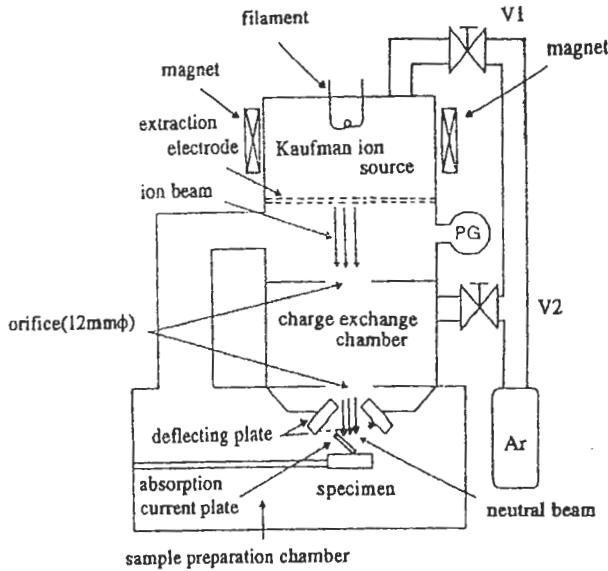 filament
V1
magnet
magnet
extraction
electrode
Kaufman ion
source
ion beam
PG
orifice(12mmϕ)
charge exchange
chamber
V2
deflecting plate
Ar
absorption
current plate
specimen
neutral beam
sample preparation chamber